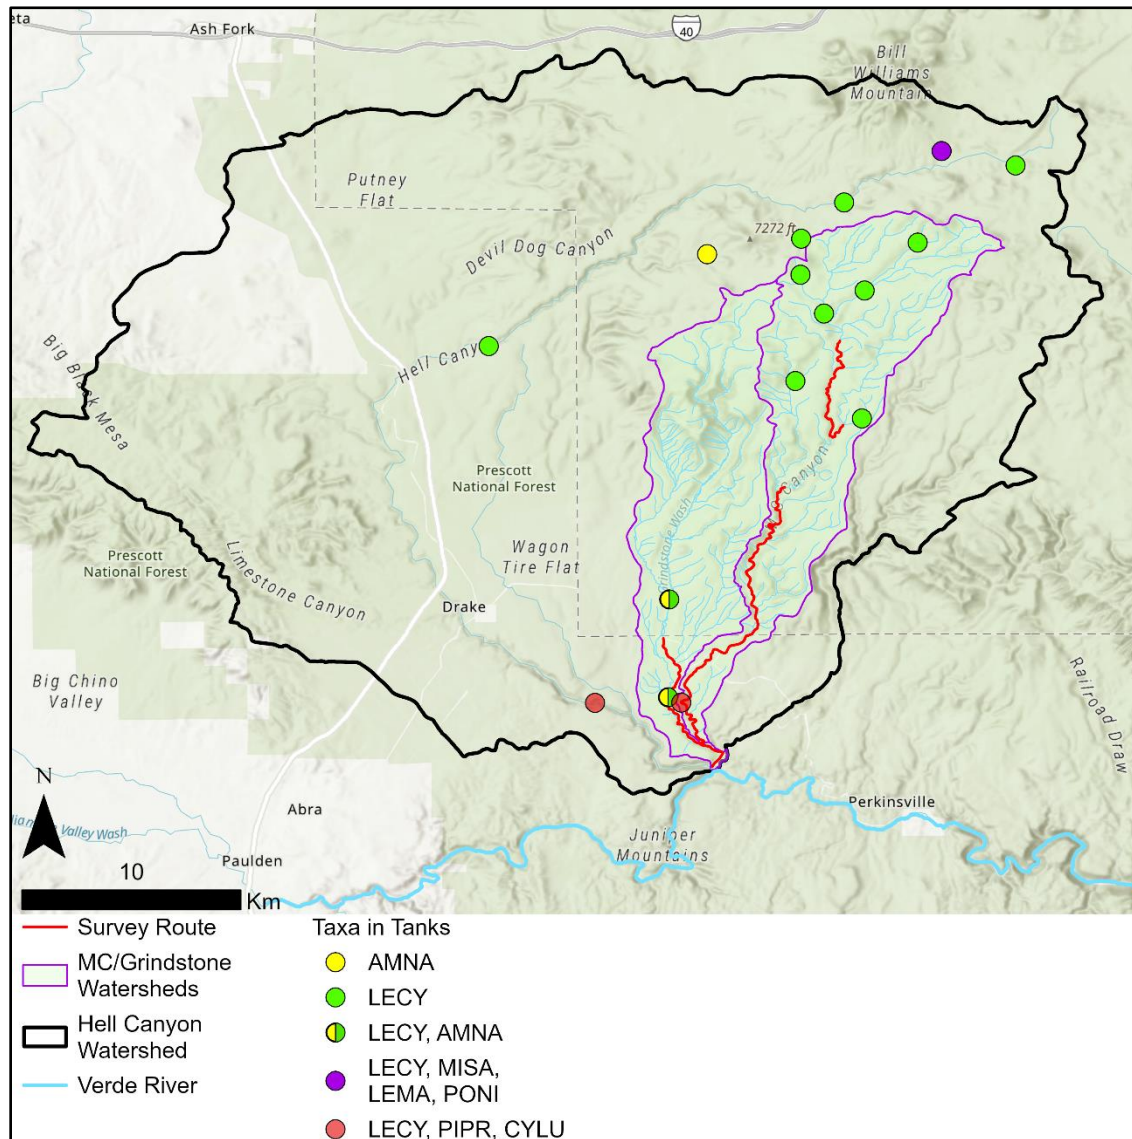 eta
Ash Fork
40
Bill
Williams
Mountain
Putney
Flat
Devil Dog Canyon
7272 ft
Hell Cany
Big Black Mesa
Canyon
Prescott
National Forest
Grindstone Wash
Wagon
Tire Flat
Prescott
National Forest
Limestone Canyon
Drake
Big Chino
Valley
Railroad Draw
N
Abra
Perkinsville
Valley Wash
Juniper
Mountains
Paulden
10
Km
Survey Route
MC/Grindstone
Watersheds
Hell Canyon
Watershed
Verde River
Taxa in Tanks
AMNA
LECY
LECY, AMNA
LECY, MISA,
LEMA, PONI
LECY, PIPR, CYLU